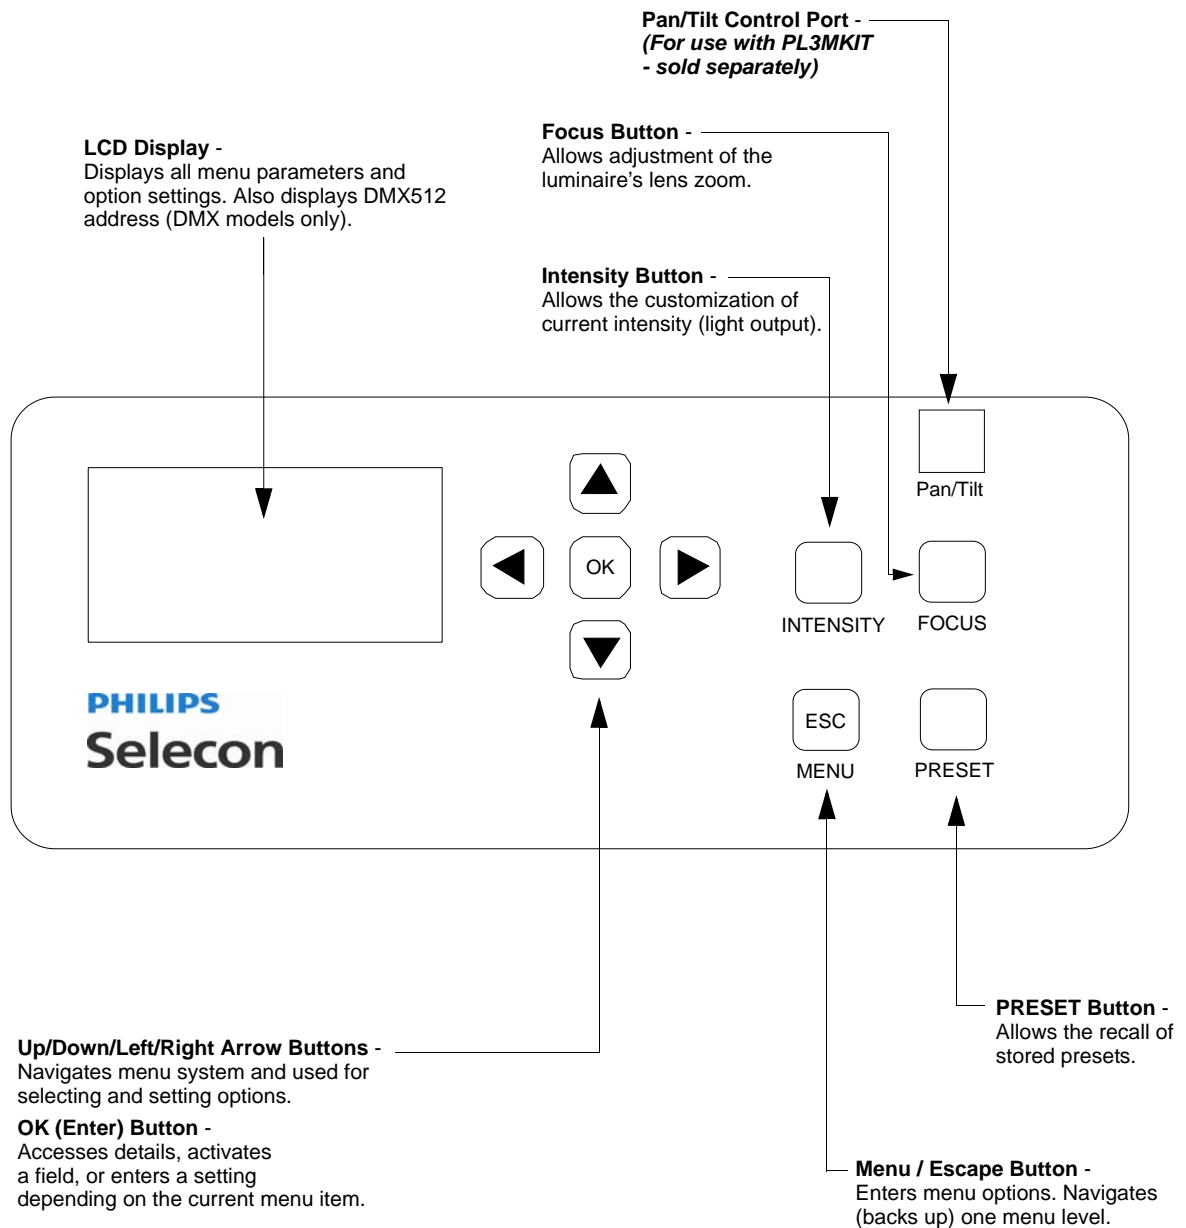 Pan/Tilt Control Port -
(For use with PL3MKIT
- sold separately)
LCD Display -
Displays all menu parameters and
option settings. Also displays DMX512
address (DMX models only).
Focus Button -
Allows adjustment of the
luminaire's lens zoom.
Intensity Button -
Allows the customization of
current intensity (light output).
Pan/Tilt
OK
INTENSITY
FOCUS
PHILIPS
Selecon
ESC
MENU
PRESET
Up/Down/Left/Right Arrow Buttons -
Navigates menu system and used for
selecting and setting options.
OK (Enter) Button -
Accesses details, activates
a field, or enters a setting
depending on the current menu item.
PRESET Button -
Allows the recall of
stored presets.
Menu / Escape Button -
Enters menu options. Navigates
(backs up) one menu level.